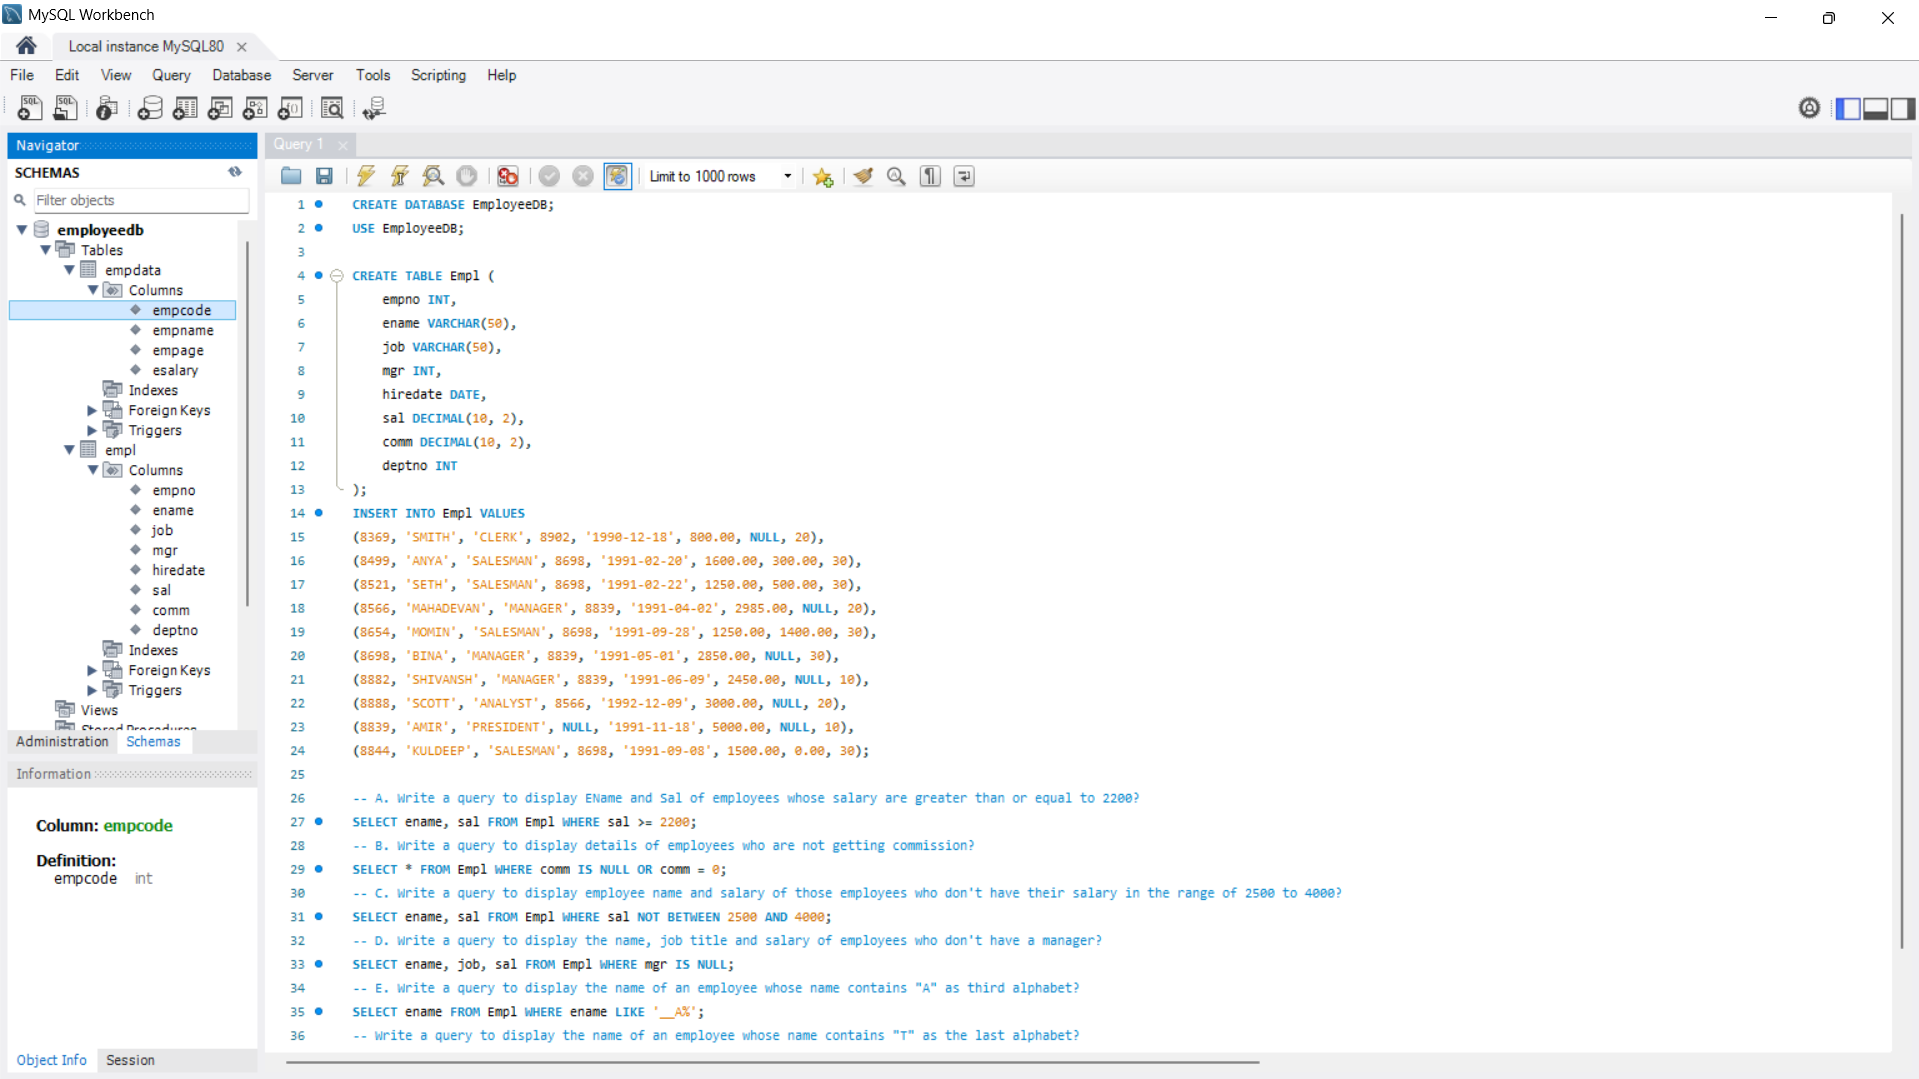 MySQL Workbench
Local instance MySQL80
File Edit View Query Database Server Tools Scripting Help
Navigator
SCHEMAS
Filter objects
employeedb
Tables
empdata
Columns
empcode
empname
empage
esalary
Indexes
Foreign Keys
Triggers
empl
Columns
empno
ename
job
mgr
hiredate
sal
comm
deptno
Indexes
Foreign Keys
Triggers
Views
Stored Procedures
Administration Schemas
Information
Column: empcode
Definition:
empcode int
Object Info Session
Query 1
Limit to 1000 rows
1 CREATE DATABASE EmployeeDB;
2 USE EmployeeDB;
3
4 CREATE TABLE Empl (
5 empno INT,
6 ename VARCHAR(50),
7 job VARCHAR(50),
8 mgr INT,
9 hiredate DATE,
10 sal DECIMAL(10, 2),
11 comm DECIMAL(10, 2),
12 deptno INT
13 );
14 INSERT INTO Empl VALUES
15 (8369, 'SMITH', 'CLERK', 8902, '1990-12-18', 800.00, NULL, 20),
16 (8499, 'ANYA', 'SALESMAN', 8698, '1991-02-20', 1600.00, 300.00, 30),
17 (8521, 'SETH', 'SALESMAN', 8698, '1991-02-22', 1250.00, 500.00, 30),
18 (8566, 'MAHADEVAN', 'MANAGER', 8839, '1991-04-02', 2985.00, NULL, 20),
19 (8654, 'MOMIN', 'SALESMAN', 8698, '1991-09-28', 1250.00, 1400.00, 30),
20 (8698, 'BINA', 'MANAGER', 8839, '1991-05-01', 2850.00, NULL, 30),
21 (8882, 'SHIVANSH', 'MANAGER', 8839, '1991-06-09', 2450.00, NULL, 10),
22 (8888, 'SCOTT', 'ANALYST', 8566, '1992-12-09', 3000.00, NULL, 20),
23 (8839, 'AMIR', 'PRESIDENT', NULL, '1991-11-18', 5000.00, NULL, 10),
24 (8844, 'KULDEEP', 'SALESMAN', 8698, '1991-09-08', 1500.00, 0.00, 30);
25
26 -- A. Write a query to display EName and Sal of employees whose salary are greater than or equal to 2200?
27 SELECT ename, sal FROM Empl WHERE sal >= 2200;
28 -- B. Write a query to display details of employees who are not getting commission?
29 SELECT * FROM Empl WHERE comm IS NULL OR comm = 0;
30 -- C. Write a query to display employee name and salary of those employees who don't have their salary in the range of 2500 to 4000?
31 SELECT ename, sal FROM Empl WHERE sal NOT BETWEEN 2500 AND 4000;
32 -- D. Write a query to display the name, job title and salary of employees who don't have a manager?
33 SELECT ename, job, sal FROM Empl WHERE mgr IS NULL;
34 -- E. Write a query to display the name of an employee whose name contains "A" as third alphabet?
35 SELECT ename FROM Empl WHERE ename LIKE '__A%';
36 -- Write a query to display the name of an employee whose name contains "T" as the last alphabet?